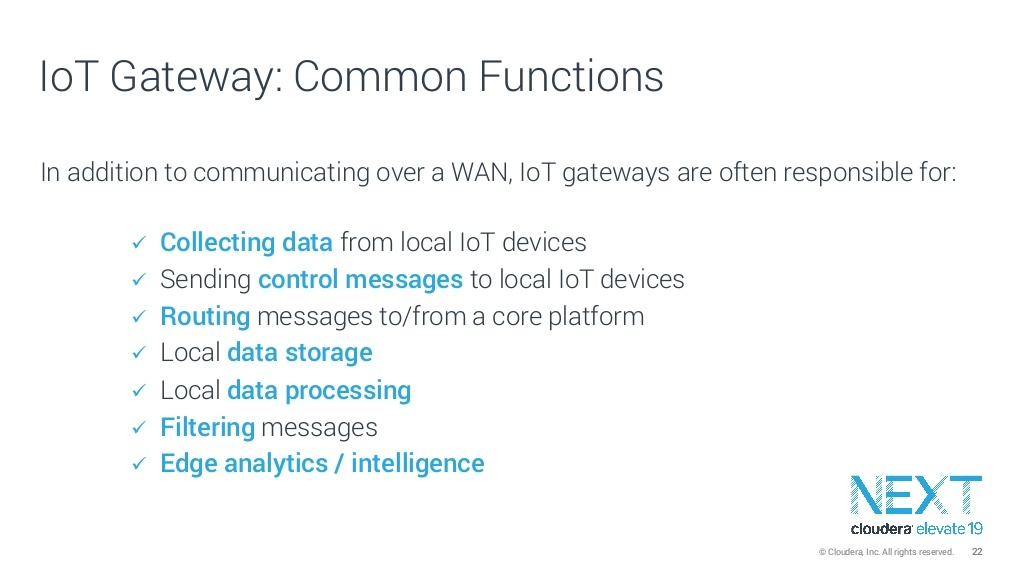 IoT Gateway: Common Functions
In addition to communicating over a WAN, IoT gateways are often responsible for:
✓ Collecting data from local IoT devices
✓ Sending control messages to local IoT devices
✓ Routing messages to/from a core platform
✓ Local data storage
✓ Local data processing
✓ Filtering messages
✓ Edge analytics / intelligence
NEXT
cloudera elevate 19
© Cloudera, Inc. All rights reserved. 22